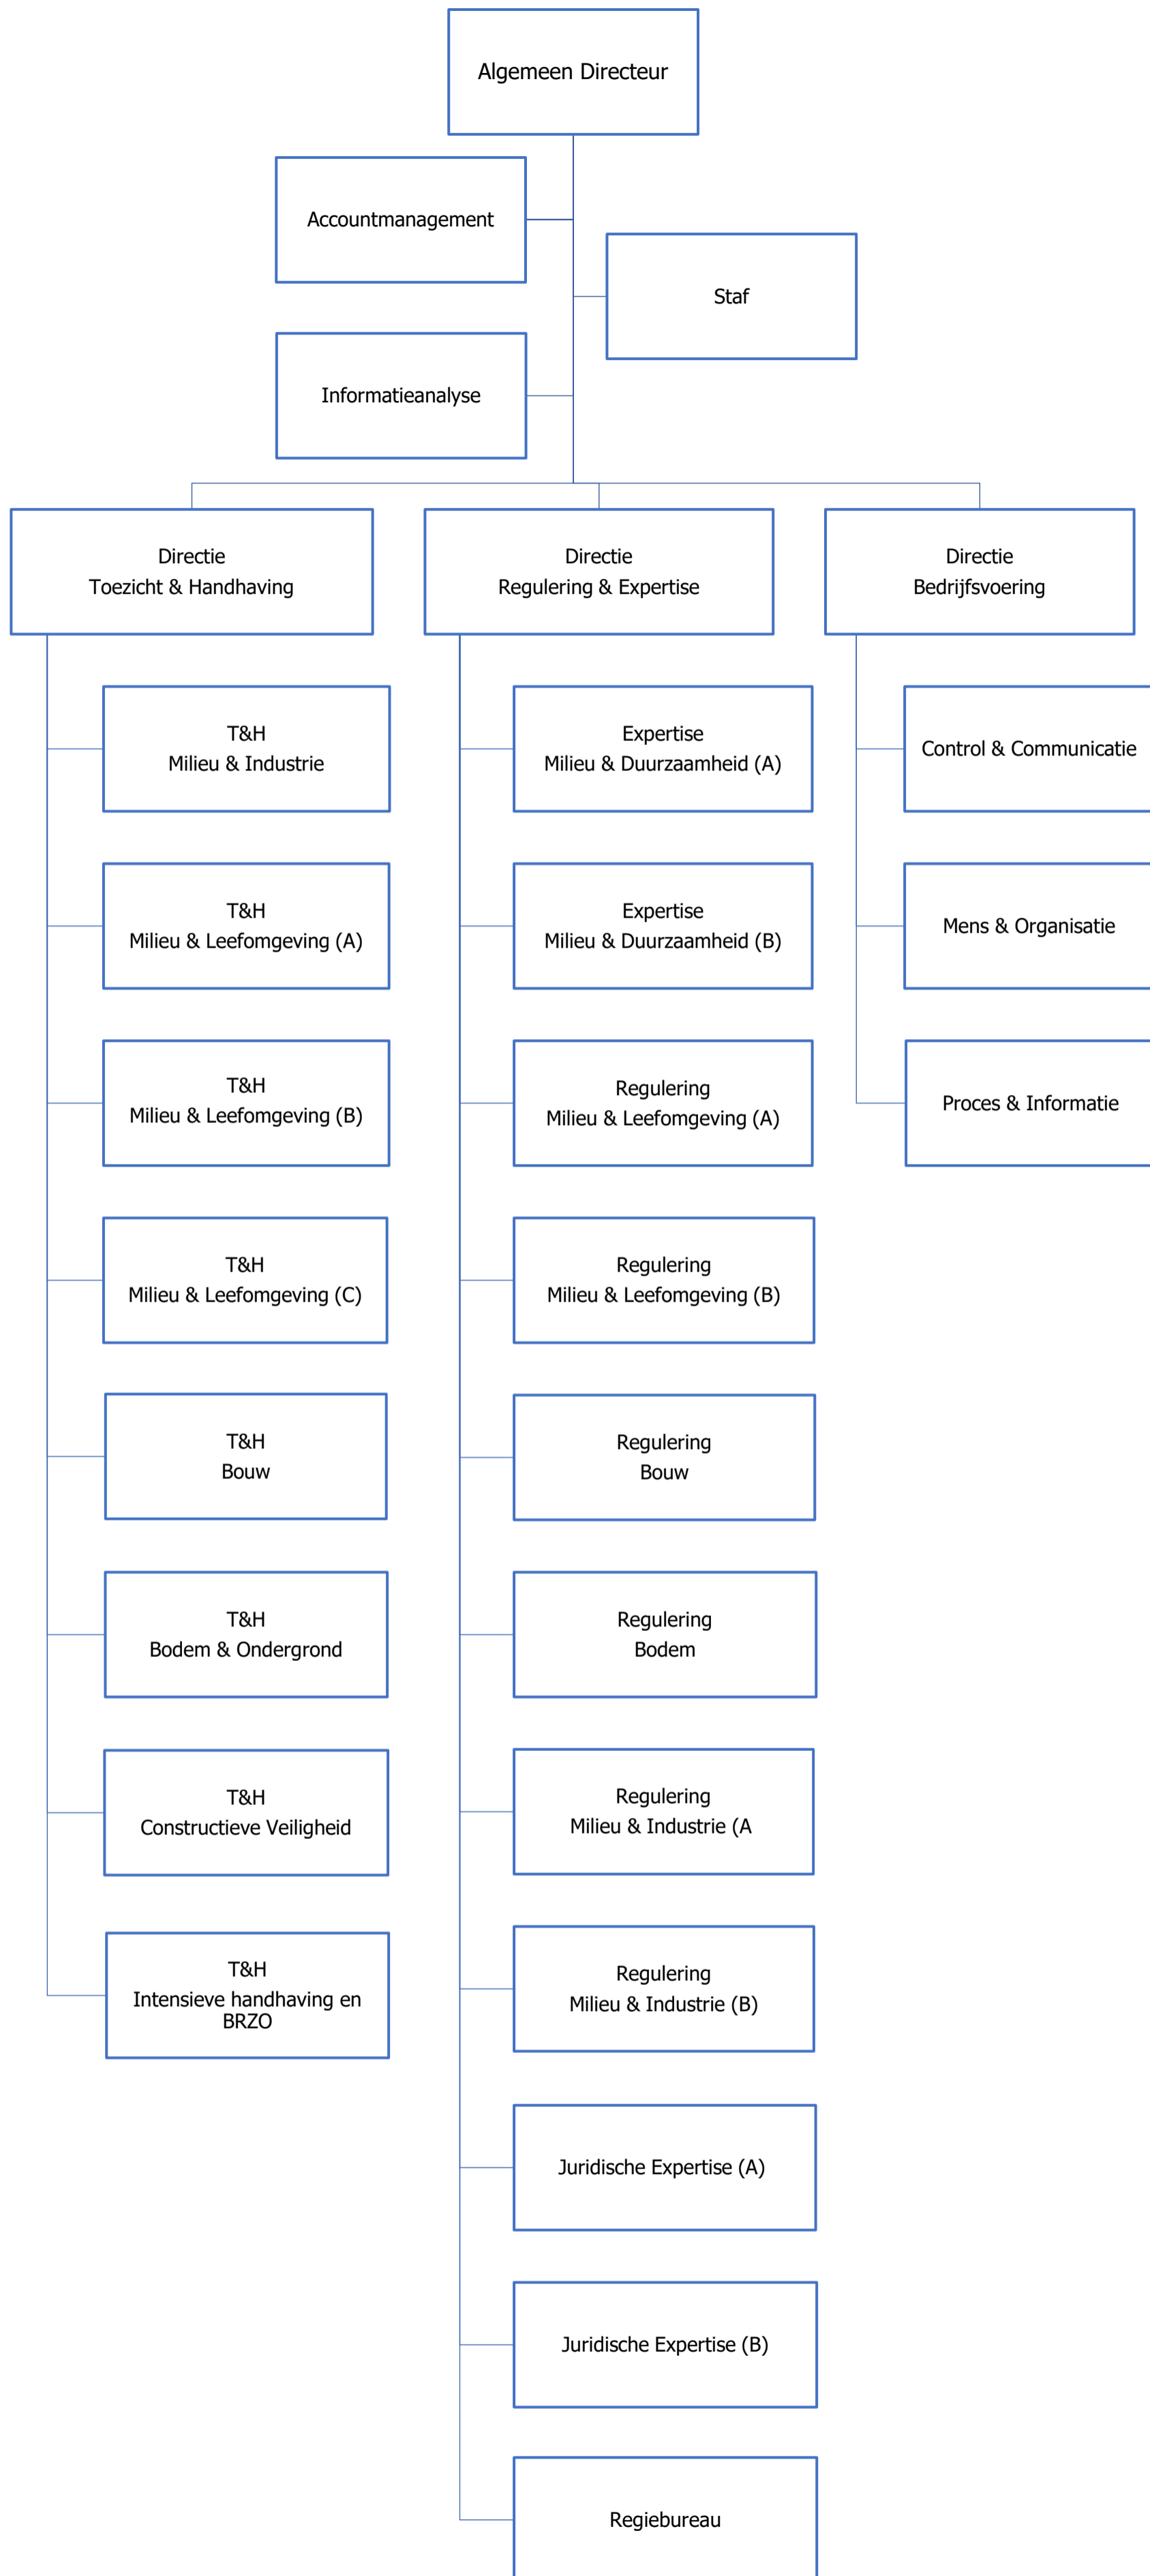 Algemeen Directeur
Accountmanagement
Staf
Informatieanalyse
Directie
Toezicht & Handhaving
Directie
Regulering & Expertise
Directie
Bedrijfsvoering
T&H
Milieu & Industrie
T&H
Milieu & Leefomgeving (A)
T&H
Milieu & Leefomgeving (B)
T&H
Milieu & Leefomgeving (C)
T&H
Bouw
T&H
Bodem & Ondergrond
T&H
Constructieve Veiligheid
T&H
Intensieve handhaving en
BRZO
Expertise
Milieu & Duurzaamheid (A)
Expertise
Milieu & Duurzaamheid (B)
Regulering
Milieu & Leefomgeving (A)
Regulering
Milieu & Leefomgeving (B)
Regulering
Bouw
Regulering
Bodem
Regulering
Milieu & Industrie (A
Regulering
Milieu & Industrie (B)
Juridische Expertise (A)
Juridische Expertise (B)
Regiebureau
Control & Communicatie
Mens & Organisatie
Proces & Informatie